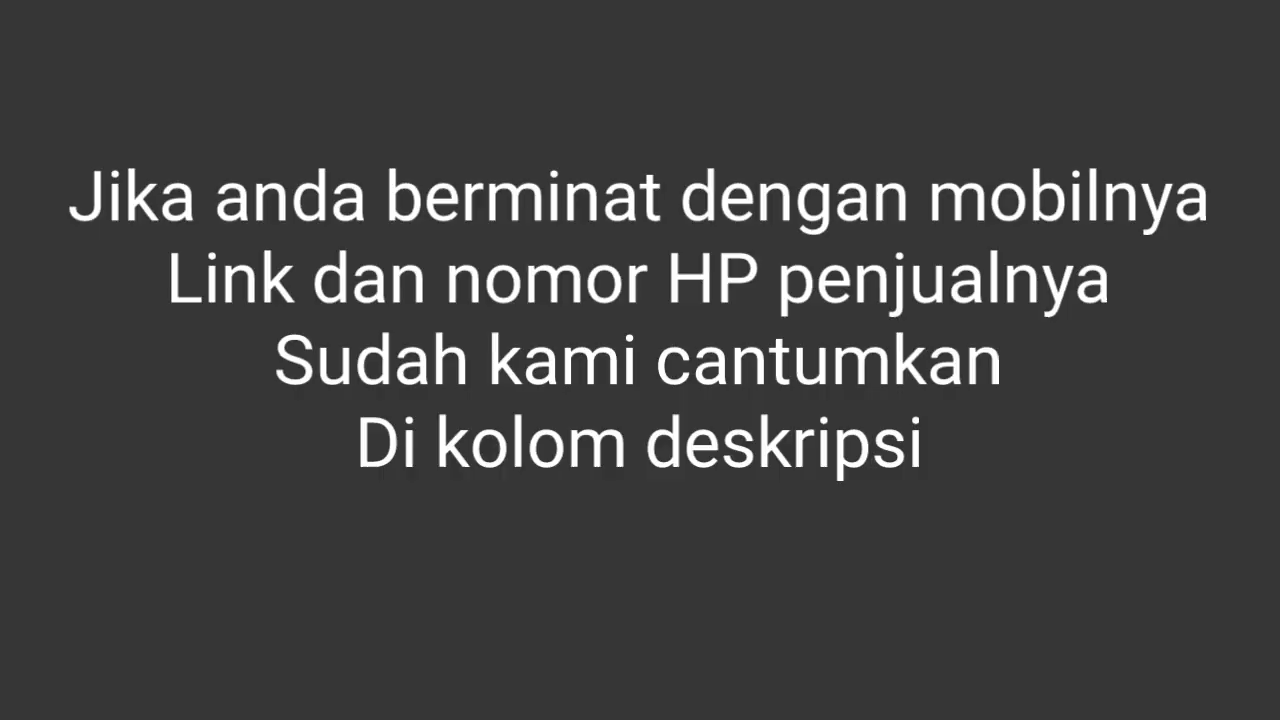 Jika anda berminat dengan mobilnya
Link dan nomor HP penjualnya
Sudah kami cantumkan
Di kolom deskripsi